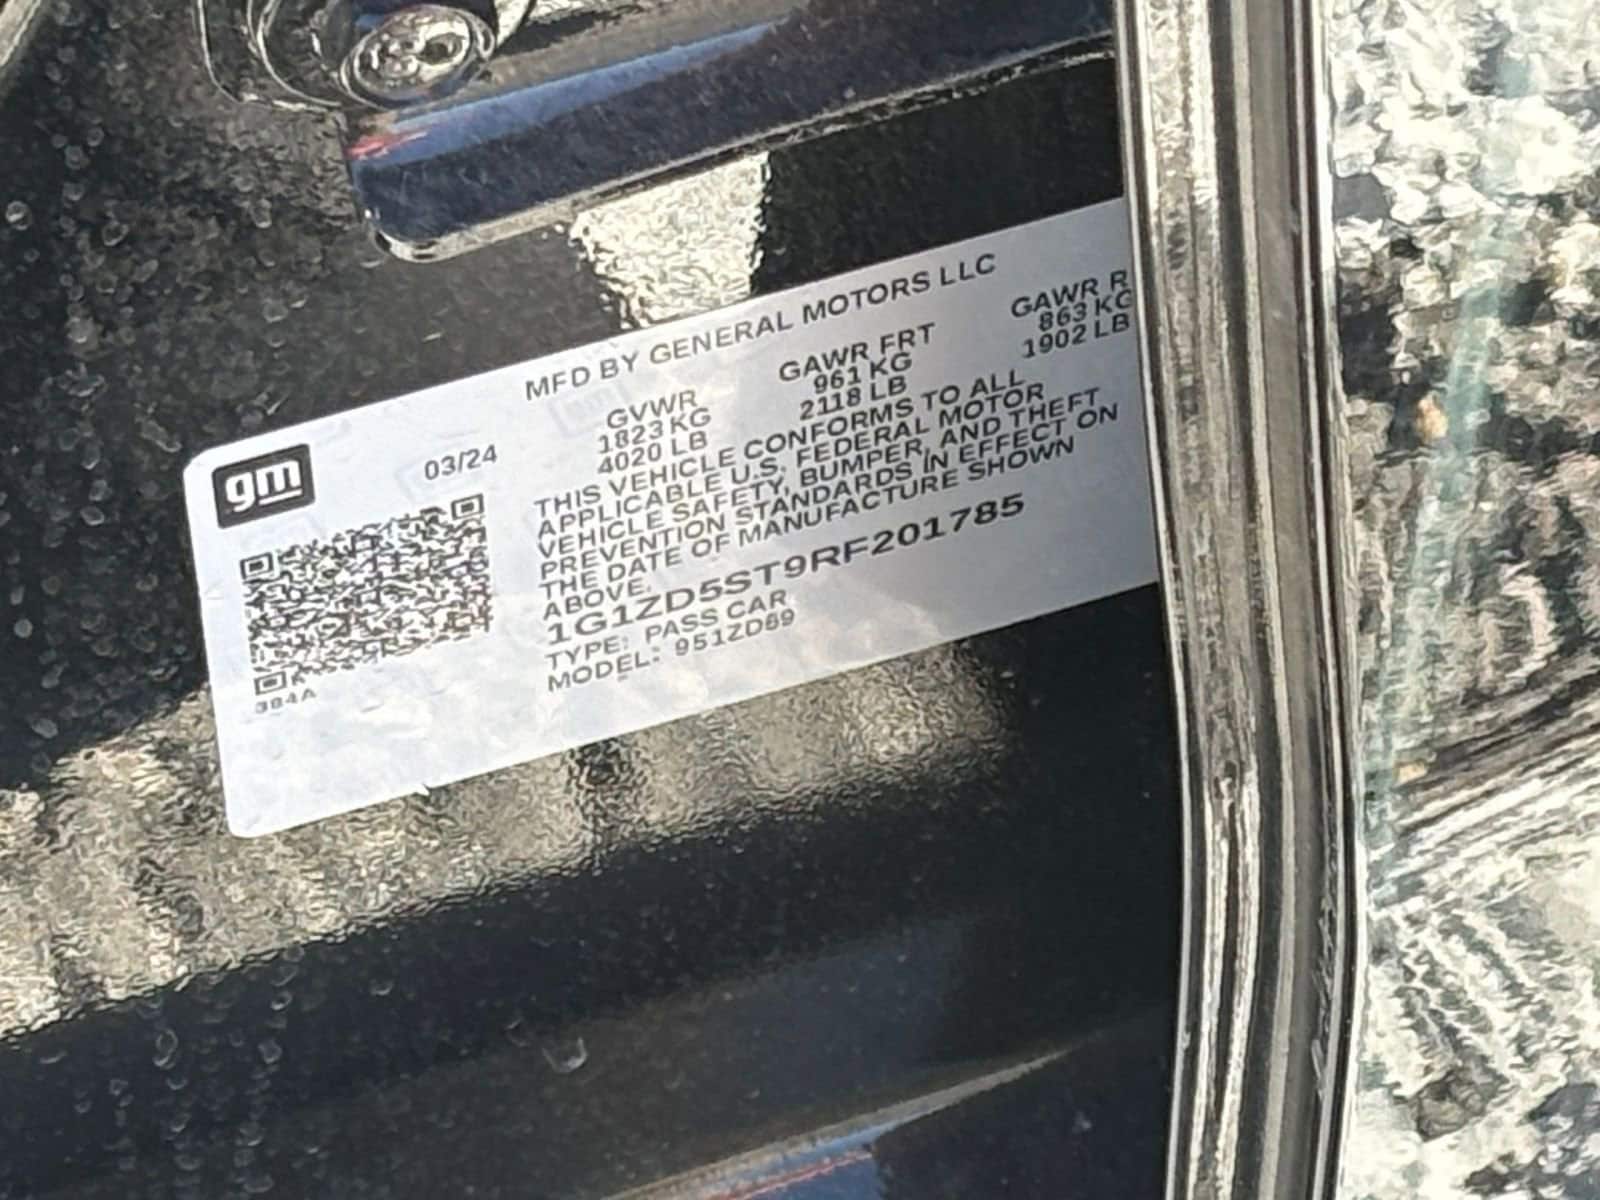 MFD BY GENERAL MOTORS LLC
gm
03/24
GVWR GAWR FRT GAWR R
1823 KG 961 KG 863 KG
4020 LB 2118 LB 1902 LB
THIS VEHICLE CONFORMS TO ALL
APPLICABLE U.S. FEDERAL MOTOR
VEHICLE SAFETY, BUMPER, AND THEFT
PREVENTION STANDARDS IN EFFECT ON
THE DATE OF MANUFACTURE SHOWN
ABOVE.
1G1ZD5ST9RF201785
TYPE: PASS CAR
MODEL: 951ZD69
384A